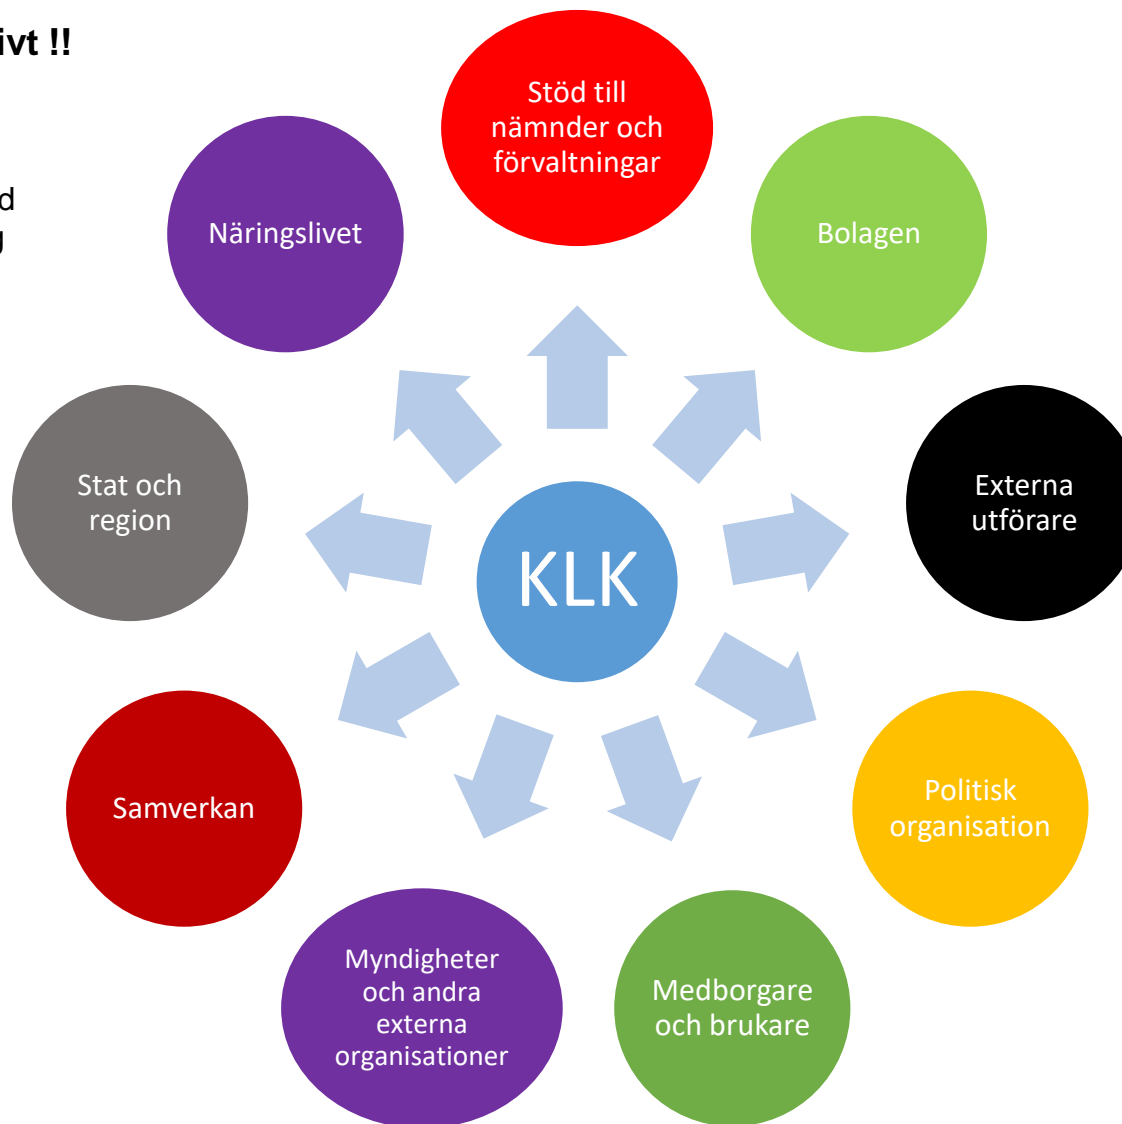 ivt !!
d
g
Stöd till
nämnder och
förvaltningar
Bolagen
Externa
utförare
Politisk
organisation
Medborgare
och brukare
Myndigheter
och andra
externa
organisationer
Samverkan
Stat och
region
Näringslivet
KLK